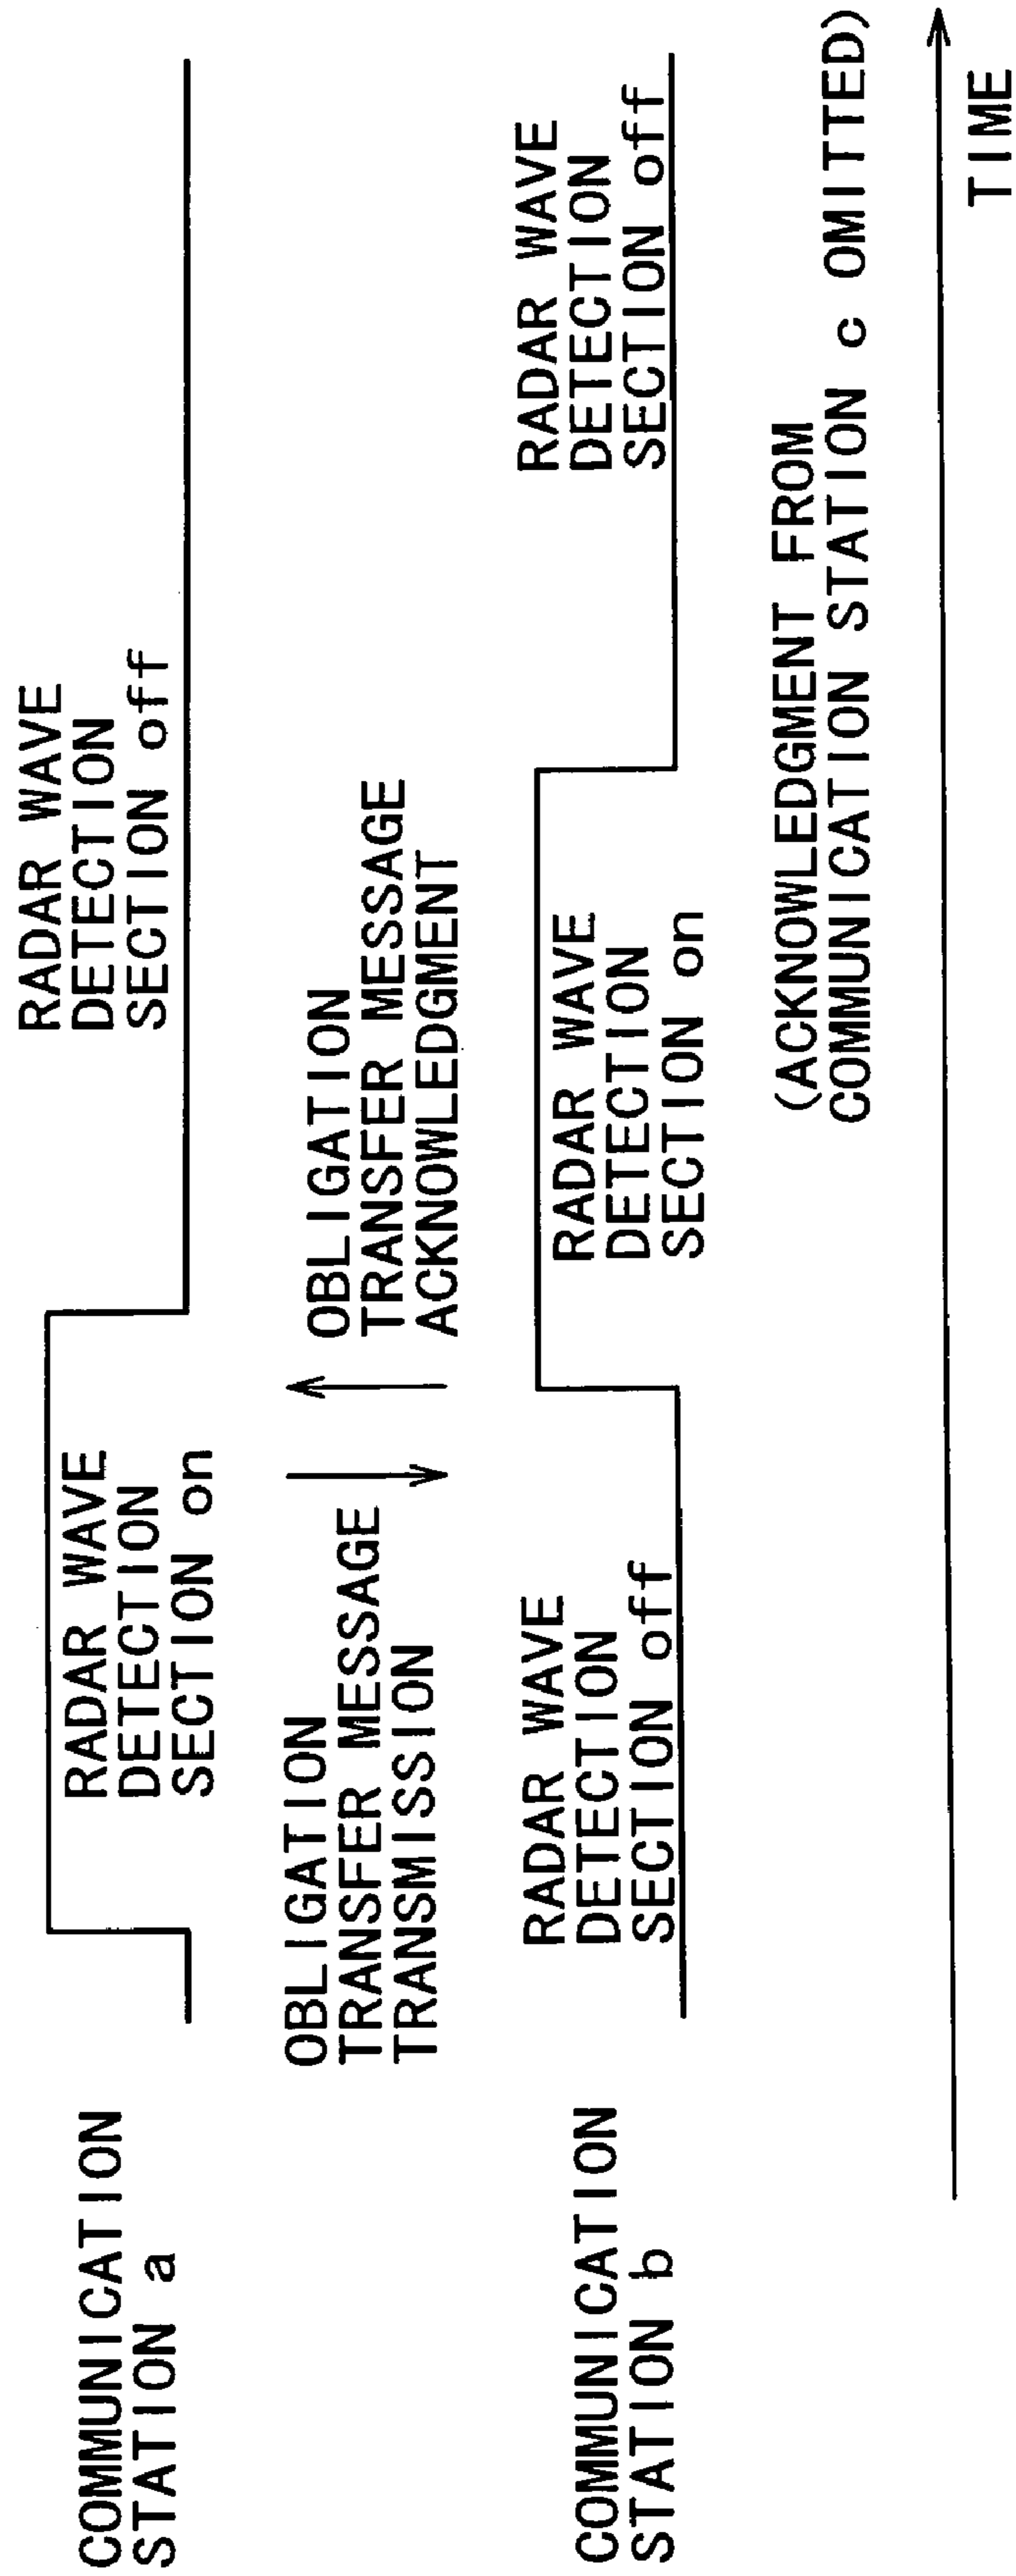 COMMUNICATION
STATION a
RADAR WAVE
DETECTION
SECTION on
RADAR WAVE
DETECTION
SECTION off
OBLIGATION
TRANSFER MESSAGE
TRANSMISSION
OBLIGATION
TRANSFER MESSAGE
ACKNOWLEDGMENT
COMMUNICATION
STATION b
RADAR WAVE
DETECTION
SECTION off
RADAR WAVE
DETECTION
SECTION on
RADAR WAVE
DETECTION
SECTION off
(ACKNOWLEDGMENT FROM
COMMUNICATION STATION c OMITTED)
TIME